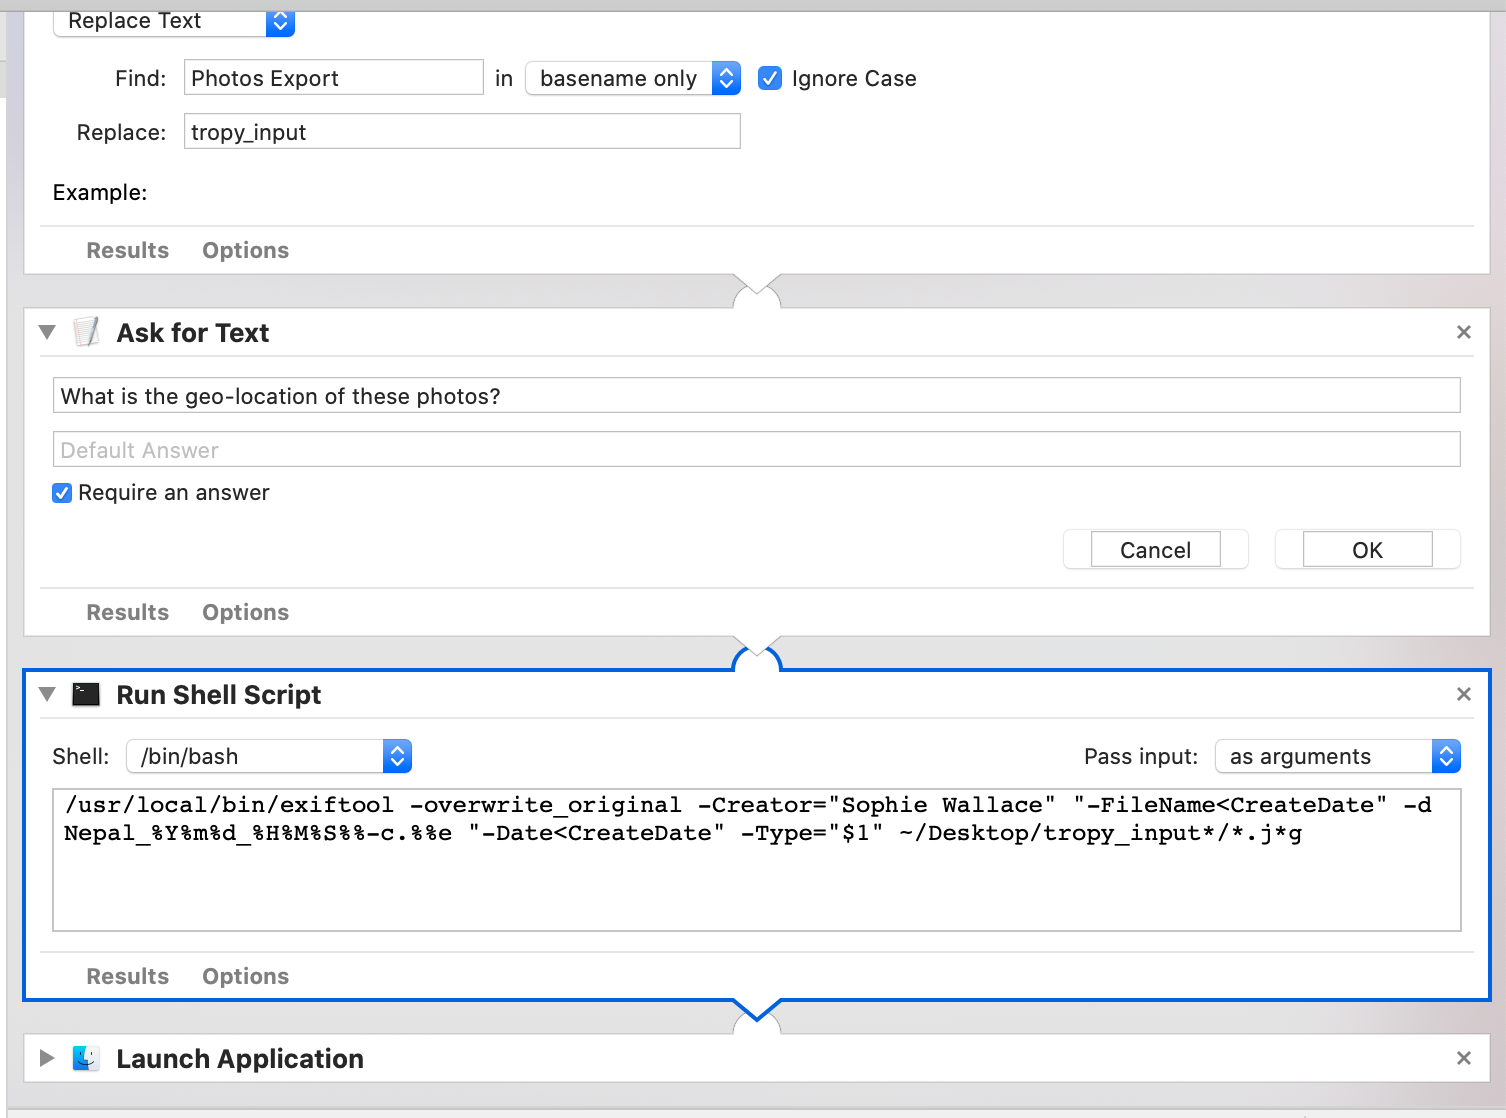 Replace Text
Find: Photos Export in basename only Ignore Case
Replace: tropy_input
Example:
Results Options
Ask for Text
What is the geo-location of these photos?
Default Answer
Require an answer
Cancel OK
Results Options
Run Shell Script
Shell: /bin/bash Pass input: as arguments
/usr/local/bin/exiftool -overwrite_original -Creator="Sophie Wallace" "-FileName<CreateDate" -d
Nepal_%Y%m%d_%H%M%S%%-c.%%e "-Date<CreateDate" -Type="$1" ~/Desktop/tropy_input*/*.j*g
Results Options
Launch Application